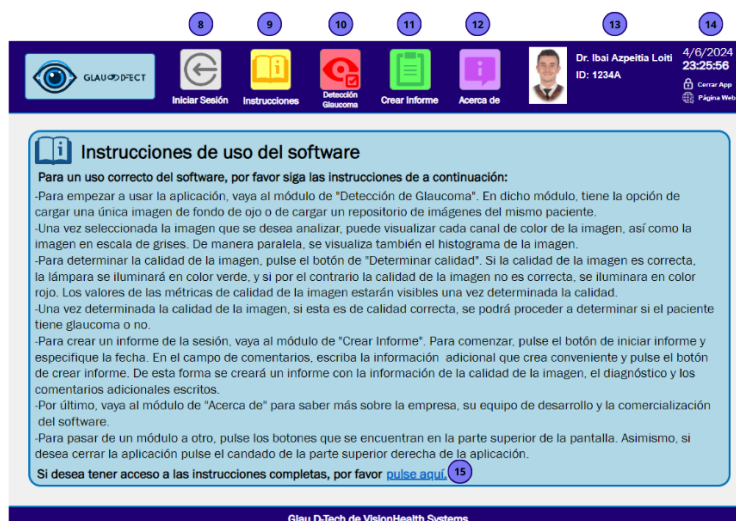 8 9 10 11 12 13 14
GLAUCODETECT
Iniciar Sesión
Instrucciones
Detección
Glaucoma
Crear Informe
Acerca de
Dr. Ibai Azpeitia Loiti
ID: 1234A
4/6/2024
23:25:56
Cerrar App
Página Web
Instrucciones de uso del software
Para un uso correcto del software, por favor siga las instrucciones de a continuación:
-Para empezar a usar la aplicación, vaya al módulo de "Detección de Glaucoma". En dicho módulo, tiene la opción de
cargar una única imagen de fondo de ojo o de cargar un repositorio de imágenes del mismo paciente.
-Una vez seleccionada la imagen que se desea analizar, puede visualizar cada canal de color de la imagen, así como la
imagen en escala de grises. De manera paralela, se visualiza también el histograma de la imagen.
-Para determinar la calidad de la imagen, pulse el botón de "Determinar calidad". Si la calidad de la imagen es correcta,
la lámpara se iluminará en color verde, y si por el contrario la calidad de la imagen no es correcta, se iluminara en color
rojo. Los valores de las métricas de calidad de la imagen estarán visibles una vez determinada la calidad.
-Una vez determinada la calidad de la imagen, si esta es de calidad correcta, se podrá proceder a determinar si el paciente
tiene glaucoma o no.
-Para crear un informe de la sesión, vaya al módulo de "Crear Informe". Para comenzar, pulse el botón de iniciar informe y
especifique la fecha. En el campo de comentarios, escriba la información adicional que crea conveniente y pulse el botón
de crear informe. De esta forma se creará un informe con la información de la calidad de la imagen, el diagnóstico y los
comentarios adicionales escritos.
-Por último, vaya al módulo de "Acerca de" para saber más sobre la empresa, su equipo de desarrollo y la comercialización
del software.
-Para pasar de un módulo a otro, pulse los botones que se encuentran en la parte superior de la pantalla. Asimismo, si
desea cerrar la aplicación pulse el candado de la parte superior derecha de la aplicación.
Si desea tener acceso a las instrucciones completas, por favor pulse aquí. 15
Glau D-Tech de VisionHealth Systems